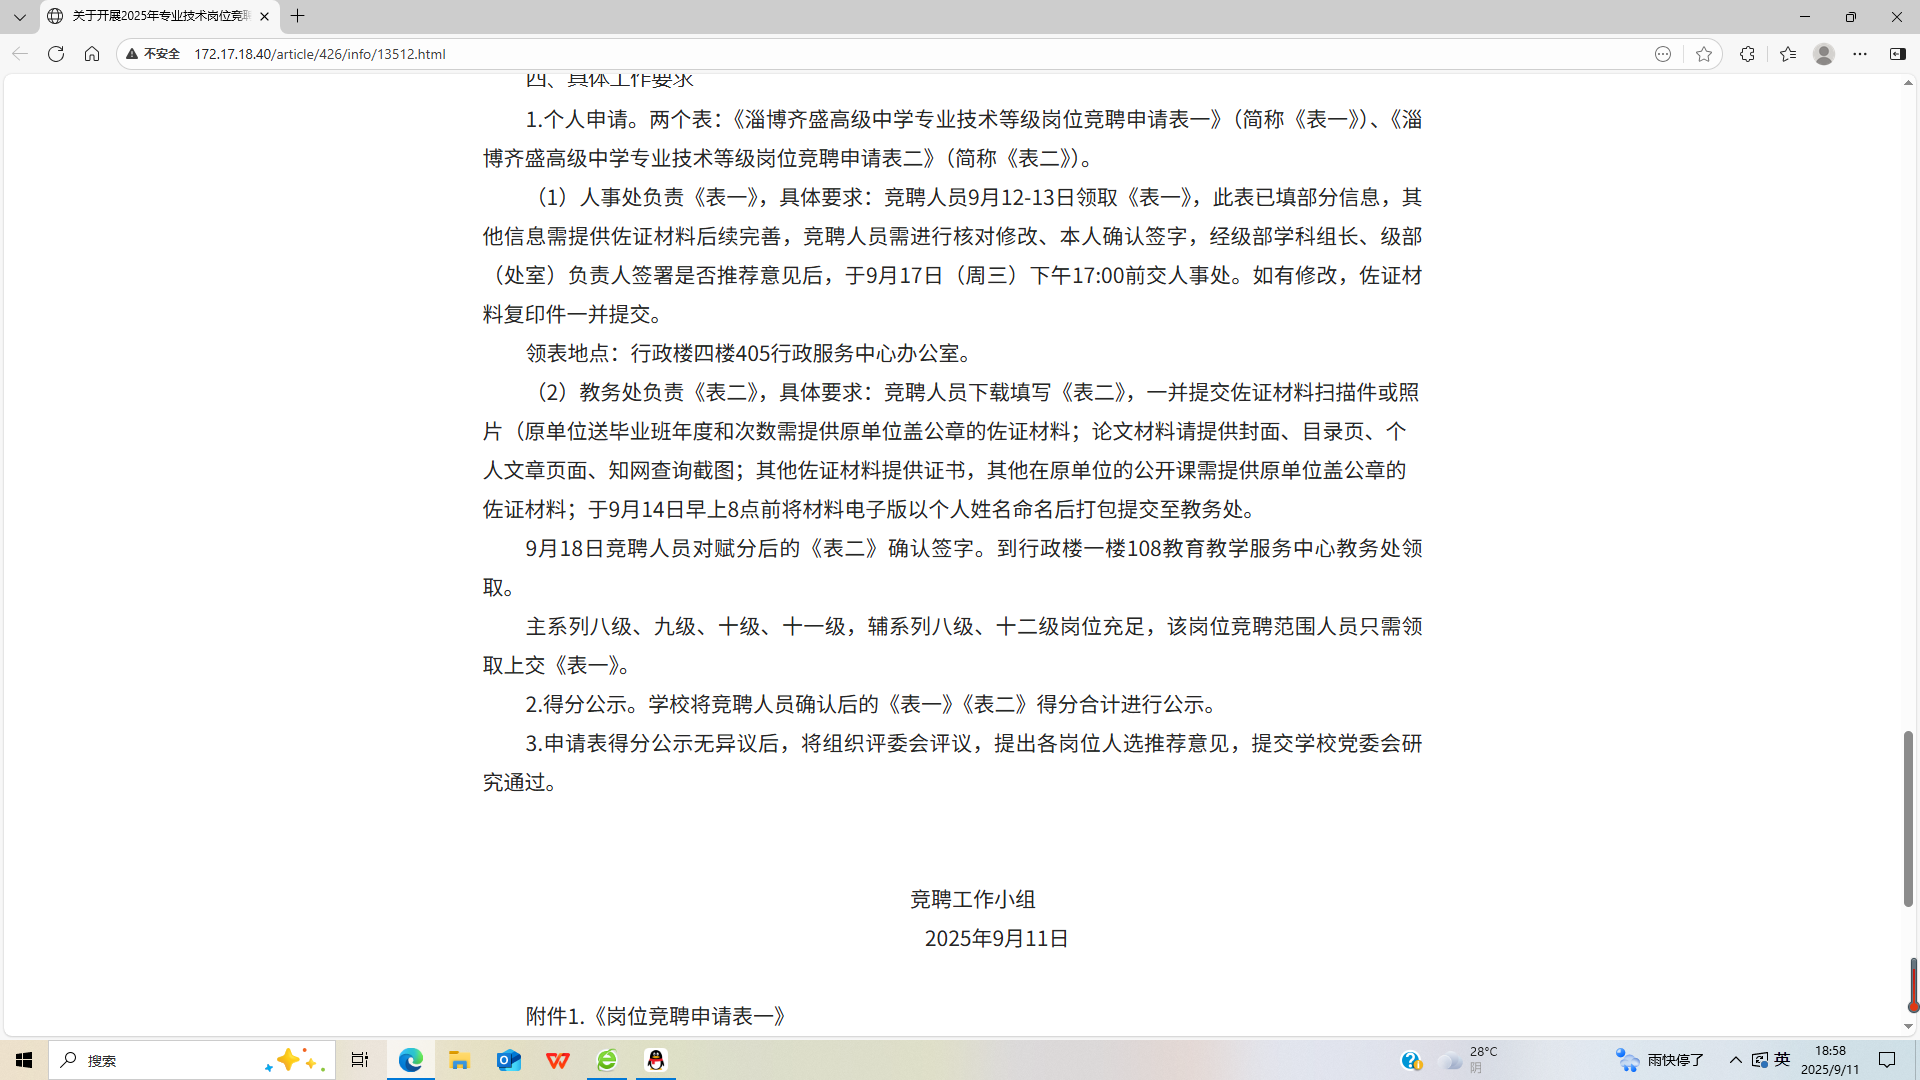 关于开展2025年专业技术岗位竞聘
不安全 172.17.18.40/article/426/info/13512.html
四、具体工作要求
1.个人申请。两个表：《淄博齐盛高级中学专业技术等级岗位竞聘申请表一》（简称《表一》）、《淄
博齐盛高级中学专业技术等级岗位竞聘申请表二》（简称《表二》）。
（1）人事处负责《表一》，具体要求：竞聘人员9月12-13日领取《表一》，此表已填部分信息，其
他信息需提供佐证材料后续完善，竞聘人员需进行核对修改、本人确认签字，经级部学科组长、级部
（处室）负责人签署是否推荐意见后，于9月17日（周三）下午17:00前交人事处。如有修改，佐证材
料复印件一并提交。
领表地点：行政楼四楼405行政服务中心办公室。
（2）教务处负责《表二》，具体要求：竞聘人员下载填写《表二》，一并提交佐证材料扫描件或照
片（原单位送毕业班年度和次数需提供原单位盖公章的佐证材料；论文材料请提供封面、目录页、个
人文章页面、知网查询截图；其他佐证材料提供证书，其他在原单位的公开课需提供原单位盖公章的
佐证材料；于9月14日早上8点前将材料电子版以个人姓名命名后打包提交至教务处。
9月18日竞聘人员对赋分后的《表二》确认签字。到行政楼一楼108教育教学服务中心教务处领
取。
主系列八级、九级、十级、十一级，辅系列八级、十二级岗位充足，该岗位竞聘范围人员只需领
取上交《表一》。
2.得分公示。学校将竞聘人员确认后的《表一》《表二》得分合计进行公示。
3.申请表得分公示无异议后，将组织评委会评议，提出各岗位人选推荐意见，提交学校党委会研
究通过。
竞聘工作小组
2025年9月11日
附件1.《岗位竞聘申请表一》
搜索
28°C
阴
雨快停了
英
18:58
2025/9/11